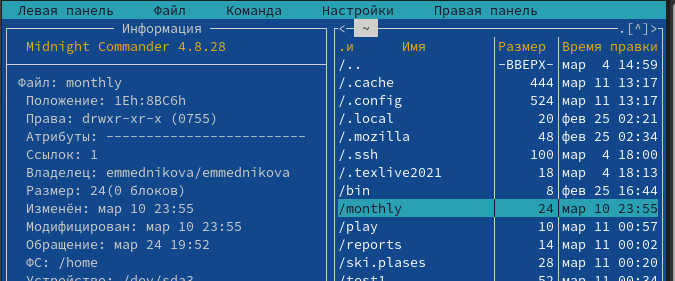 Левая панель Файл Команда Настройки Правая панель
Информация
Midnight Commander 4.8.28
Файл: monthly
Положение: 1Eh:8BC6h
Права: drwxr-xr-x (0755)
Атрибуты: -------------------------
Ссылок: 1
Владелец: emmednikova/emmednikova
Размер: 24(0 блоков)
Изменён: мар 10 23:55
Модифицирован: мар 10 23:55
Обращение: мар 24 19:52
ФС: /home
Устройство: /dev/sda3
<- ~ .[^]>
.и Имя Размер Время правки
/.. -ВВЕРХ- мар 4 14:59
/.cache 444 мар 11 13:17
/.config 524 мар 11 13:17
/.local 20 фев 25 02:21
/.mozilla 48 фев 25 02:34
/.ssh 100 мар 4 18:00
/.texlive2021 18 мар 4 18:13
/bin 8 фев 25 16:44
/monthly 24 мар 10 23:55
/play 10 мар 11 00:57
/reports 14 мар 11 00:02
/ski.plases 28 мар 11 00:20
/test1 52 мар 11 00:34